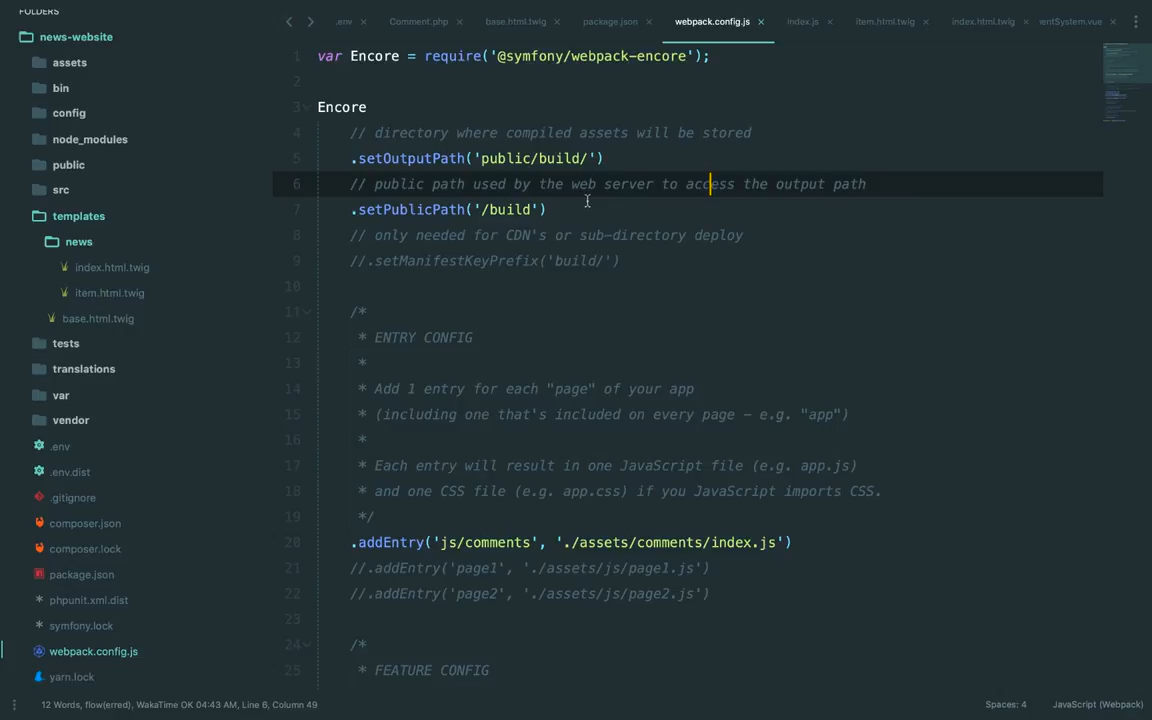 FOLDERS
news-website
assets
bin
config
node_modules
public
src
templates
news
index.html.twig
item.html.twig
base.html.twig
tests
translations
var
vendor
.env
.env.dist
.gitignore
composer.json
composer.lock
package.json
phpunit.xml.dist
symfony.lock
webpack.config.js
yarn.lock
.env × Comment.php × base.html.twig × package.json × webpack.config.js × index.js × item.html.twig × index.html.twig × entSystem.vue ×
1 var Encore = require('@symfony/webpack-encore');
2
3 Encore
4 // directory where compiled assets will be stored
5 .setOutputPath('public/build/')
6 // public path used by the web server to access the output path
7 .setPublicPath('/build')
8 // only needed for CDN's or sub-directory deploy
9 //.setManifestKeyPrefix('build/')
10
11 /*
12 * ENTRY CONFIG
13 *
14 * Add 1 entry for each "page" of your app
15 * (including one that's included on every page - e.g. "app")
16 *
17 * Each entry will result in one JavaScript file (e.g. app.js)
18 * and one CSS file (e.g. app.css) if you JavaScript imports CSS.
19 */
20 .addEntry('js/comments', './assets/comments/index.js')
21 //.addEntry('page1', './assets/js/page1.js')
22 //.addEntry('page2', './assets/js/page2.js')
23
24 /*
25 * FEATURE CONFIG
12 Words, flow(erred), WakaTime OK 04:43 AM, Line 6, Column 49 Spaces: 4 JavaScript (Webpack)